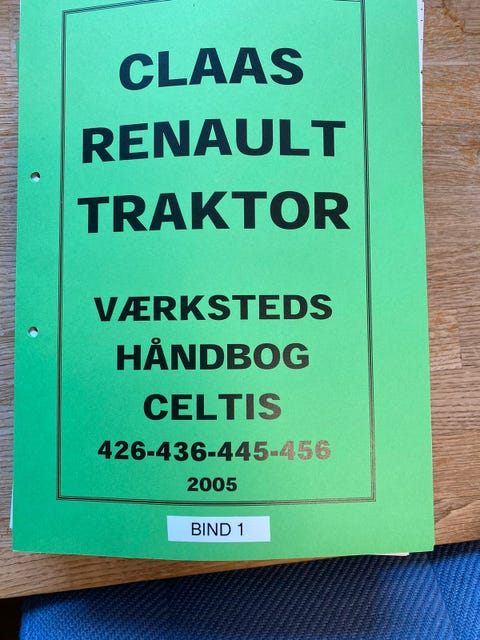 CLAAS
RENAULT
TRAKTOR
VÆRKSTEDS
HÅNDBOG
CELTIS
426-436-445-456
2005
BIND 1